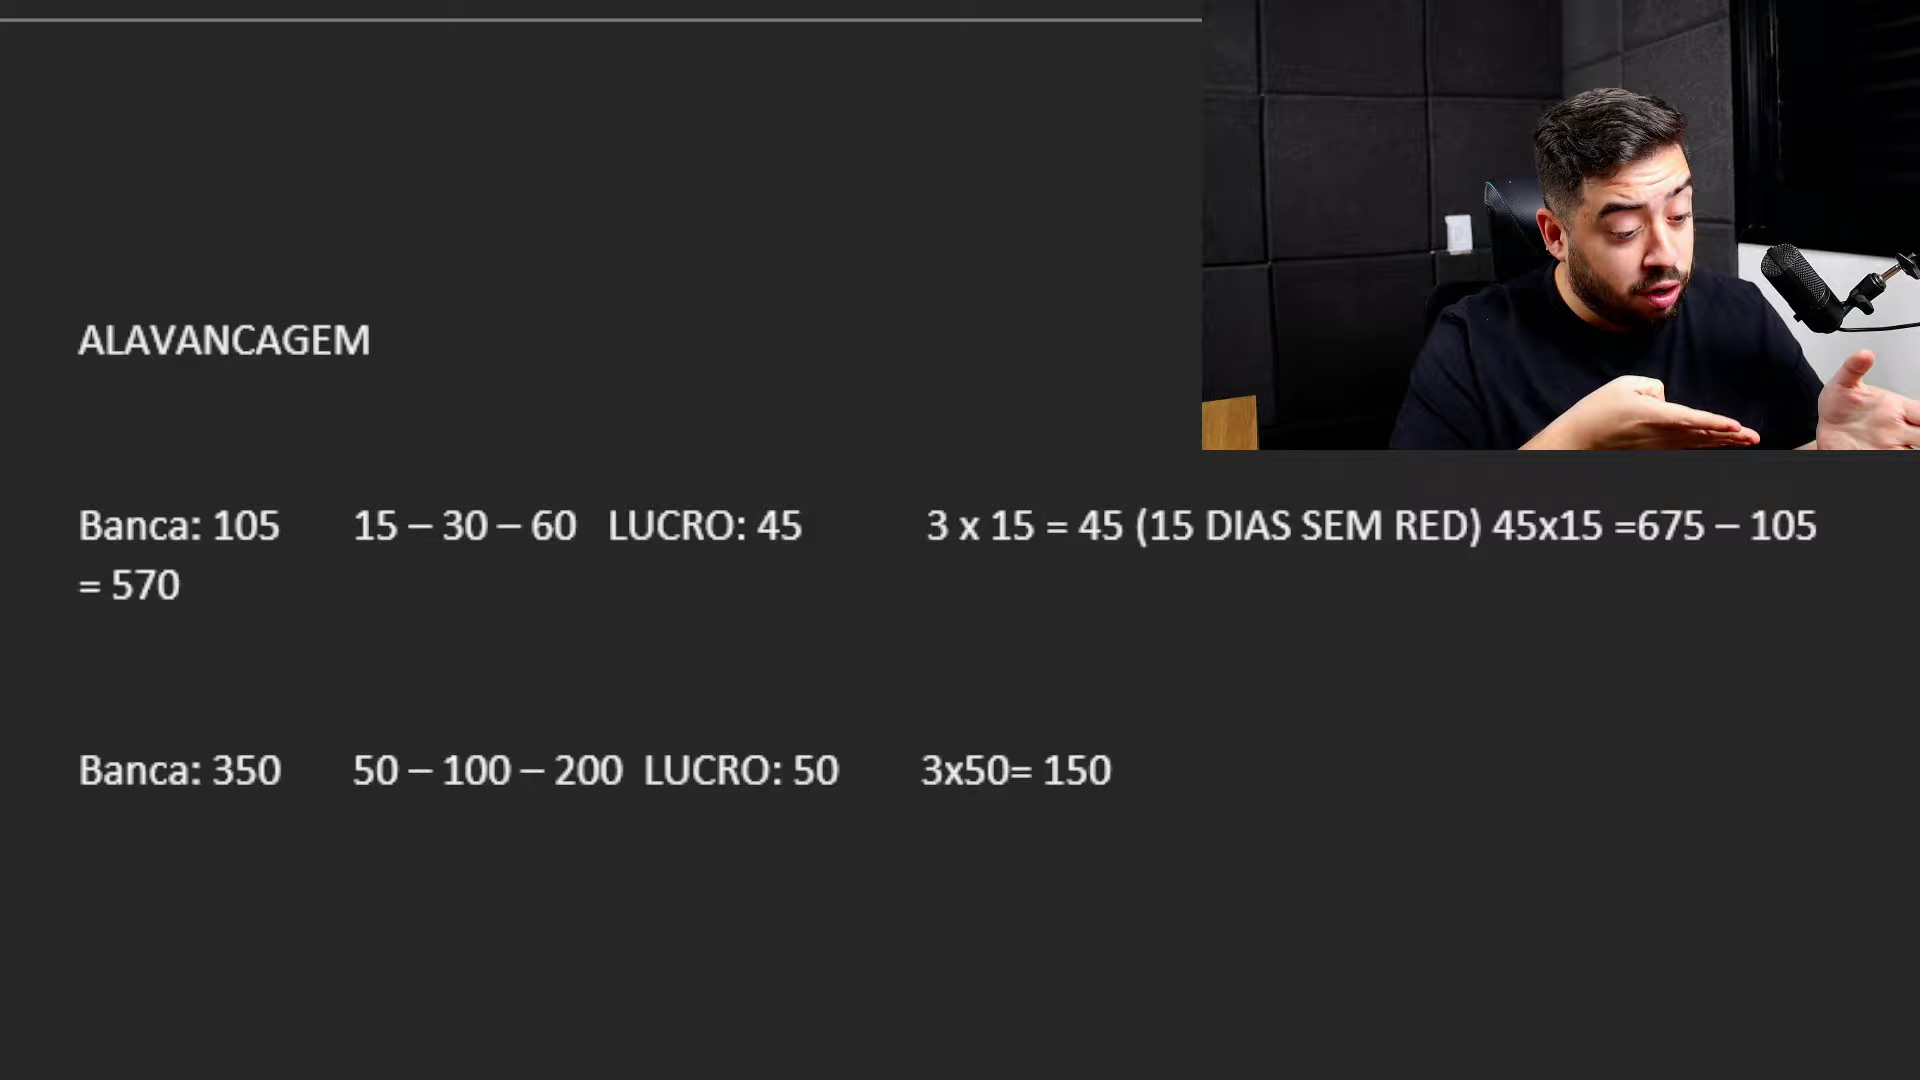 ALAVANCAGEM
Banca: 105 15 – 30 – 60 LUCRO: 45 3 x 15 = 45 (15 DIAS SEM RED) 45x15 =675 – 105
= 570
Banca: 350 50 – 100 – 200 LUCRO: 50 3x50= 150